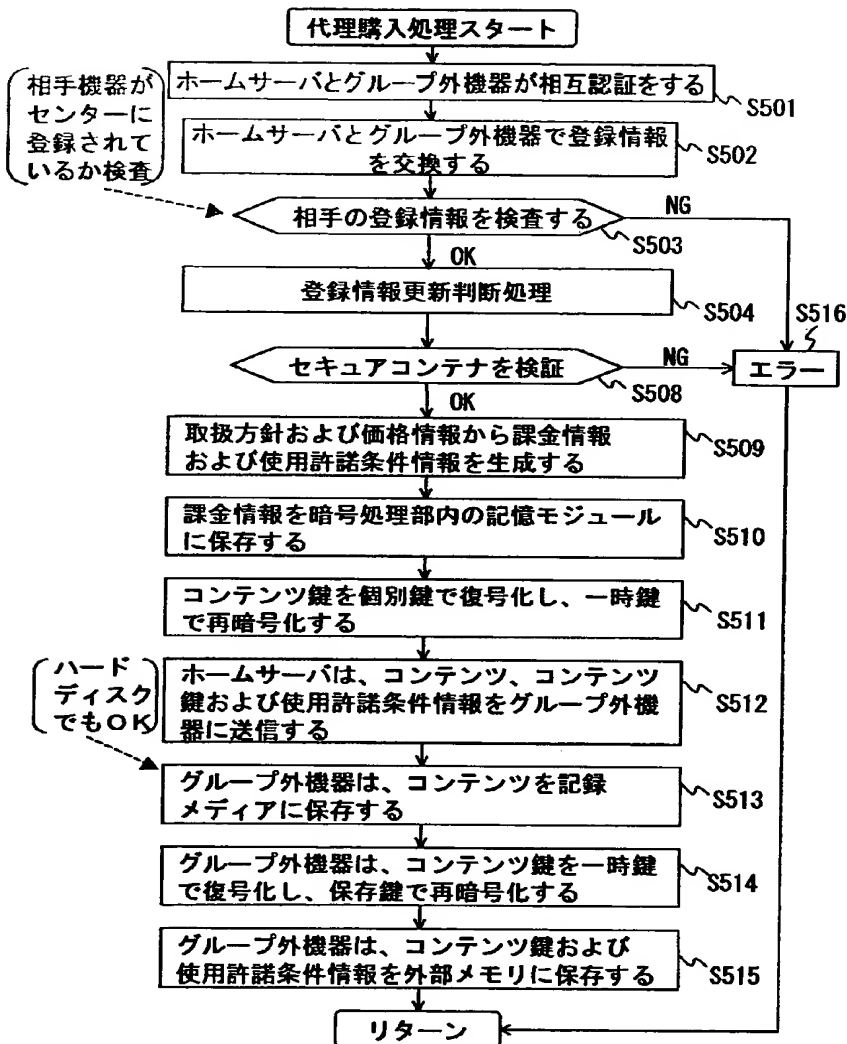 代理購入処理スタート
相手機器が
センターに
登録されて
いるか検査
ホームサーバとグループ外機器が相互認証をする
S501
ホームサーバとグループ外機器で登録情報
を交換する
S502
相手の登録情報を検査する
NG
S503
OK
登録情報更新判断処理
S504
S516
セキュアコンテナを検証
NG
エラー
S508
OK
取扱方針および価格情報から課金情報
および使用許諾条件情報を生成する
S509
課金情報を暗号処理部内の記憶モジュール
に保存する
S510
コンテンツ鍵を個別鍵で復号化し、一時鍵
で再暗号化する
S511
ハード
ディスク
でもOK
ホームサーバは、コンテンツ、コンテンツ
鍵および使用許諾条件情報をグループ外機
器に送信する
S512
グループ外機器は、コンテンツを記録
メディアに保存する
S513
グループ外機器は、コンテンツ鍵を一時鍵
で復号化し、保存鍵で再暗号化する
S514
グループ外機器は、コンテンツ鍵および
使用許諾条件情報を外部メモリに保存する
S515
リターン